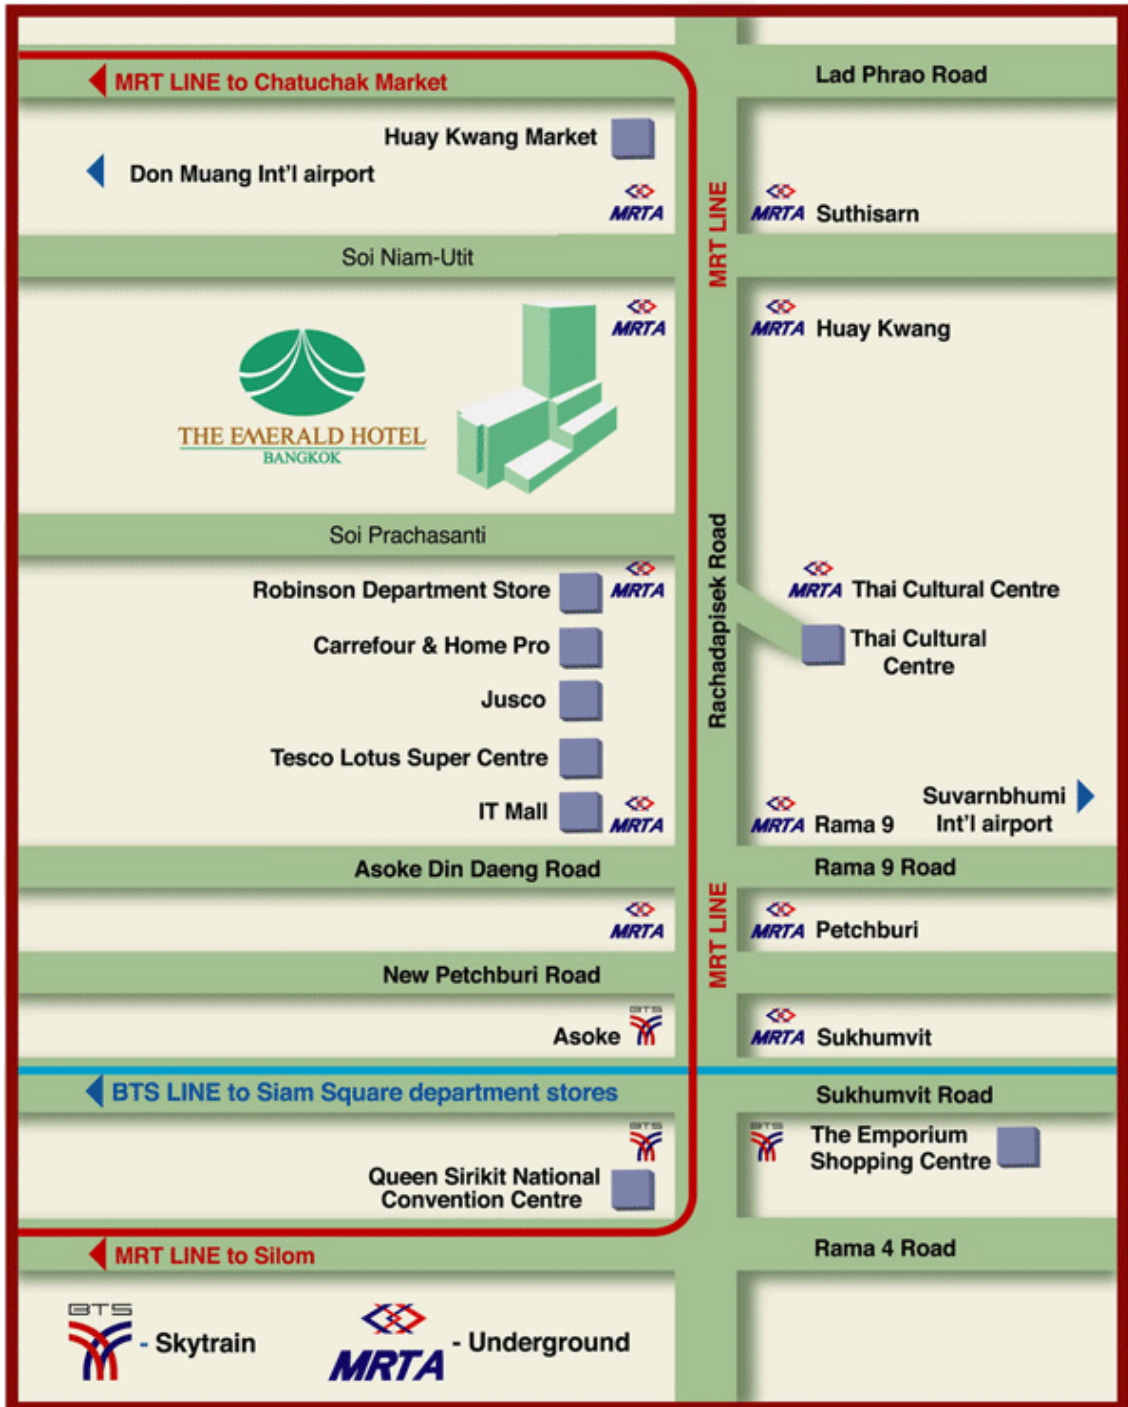 MRT LINE to Chatuchak Market
Lad Phrao Road
Huay Kwang Market
Don Muang Int'l airport
MRTA
MRTA Suthisarn
MRT LINE
Soi Niam-Utit
MRTA
MRTA Huay Kwang
THE EMERALD HOTEL
BANGKOK
Soi Prachasanti
Rachadapisek Road
Robinson Department Store
MRTA
MRTA Thai Cultural Centre
Carrefour & Home Pro
Thai Cultural
Centre
Jusco
Tesco Lotus Super Centre
IT Mall
MRTA
MRTA Rama 9
Suvarnbhumi
Int'l airport
Asoke Din Daeng Road
Rama 9 Road
MRTA
MRTA Petchburi
MRT LINE
New Petchburi Road
Asoke
BTS
MRTA Sukhumvit
BTS LINE to Siam Square department stores
Sukhumvit Road
BTS
BTS
The Emporium
Shopping Centre
Queen Sirikit National
Convention Centre
MRT LINE to Silom
Rama 4 Road
BTS
- Skytrain
MRTA
- Underground